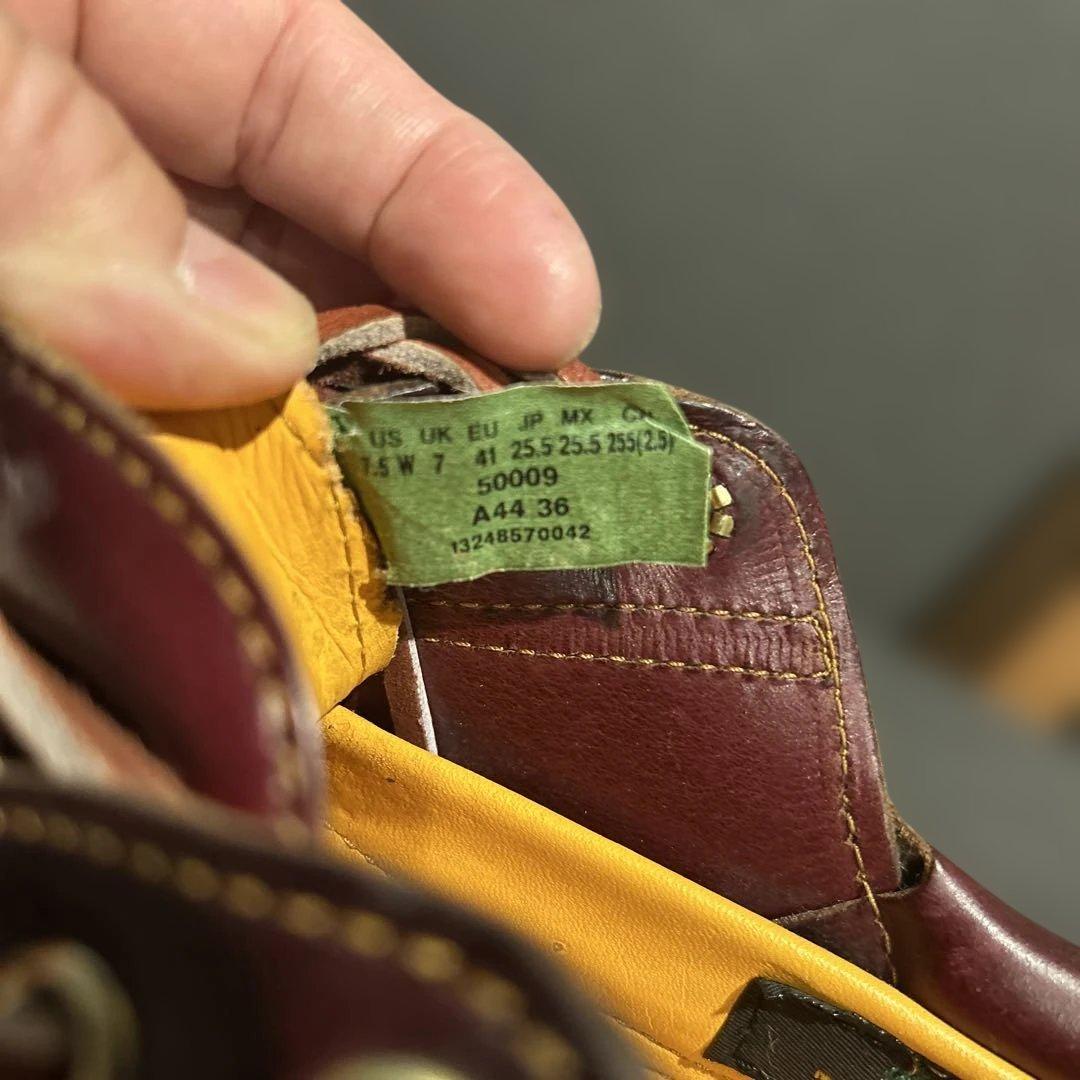 US UK EU JP MX
7.5 W 7 41 25.5 25.5 255(2.5)
50009
A44 36
13248570042